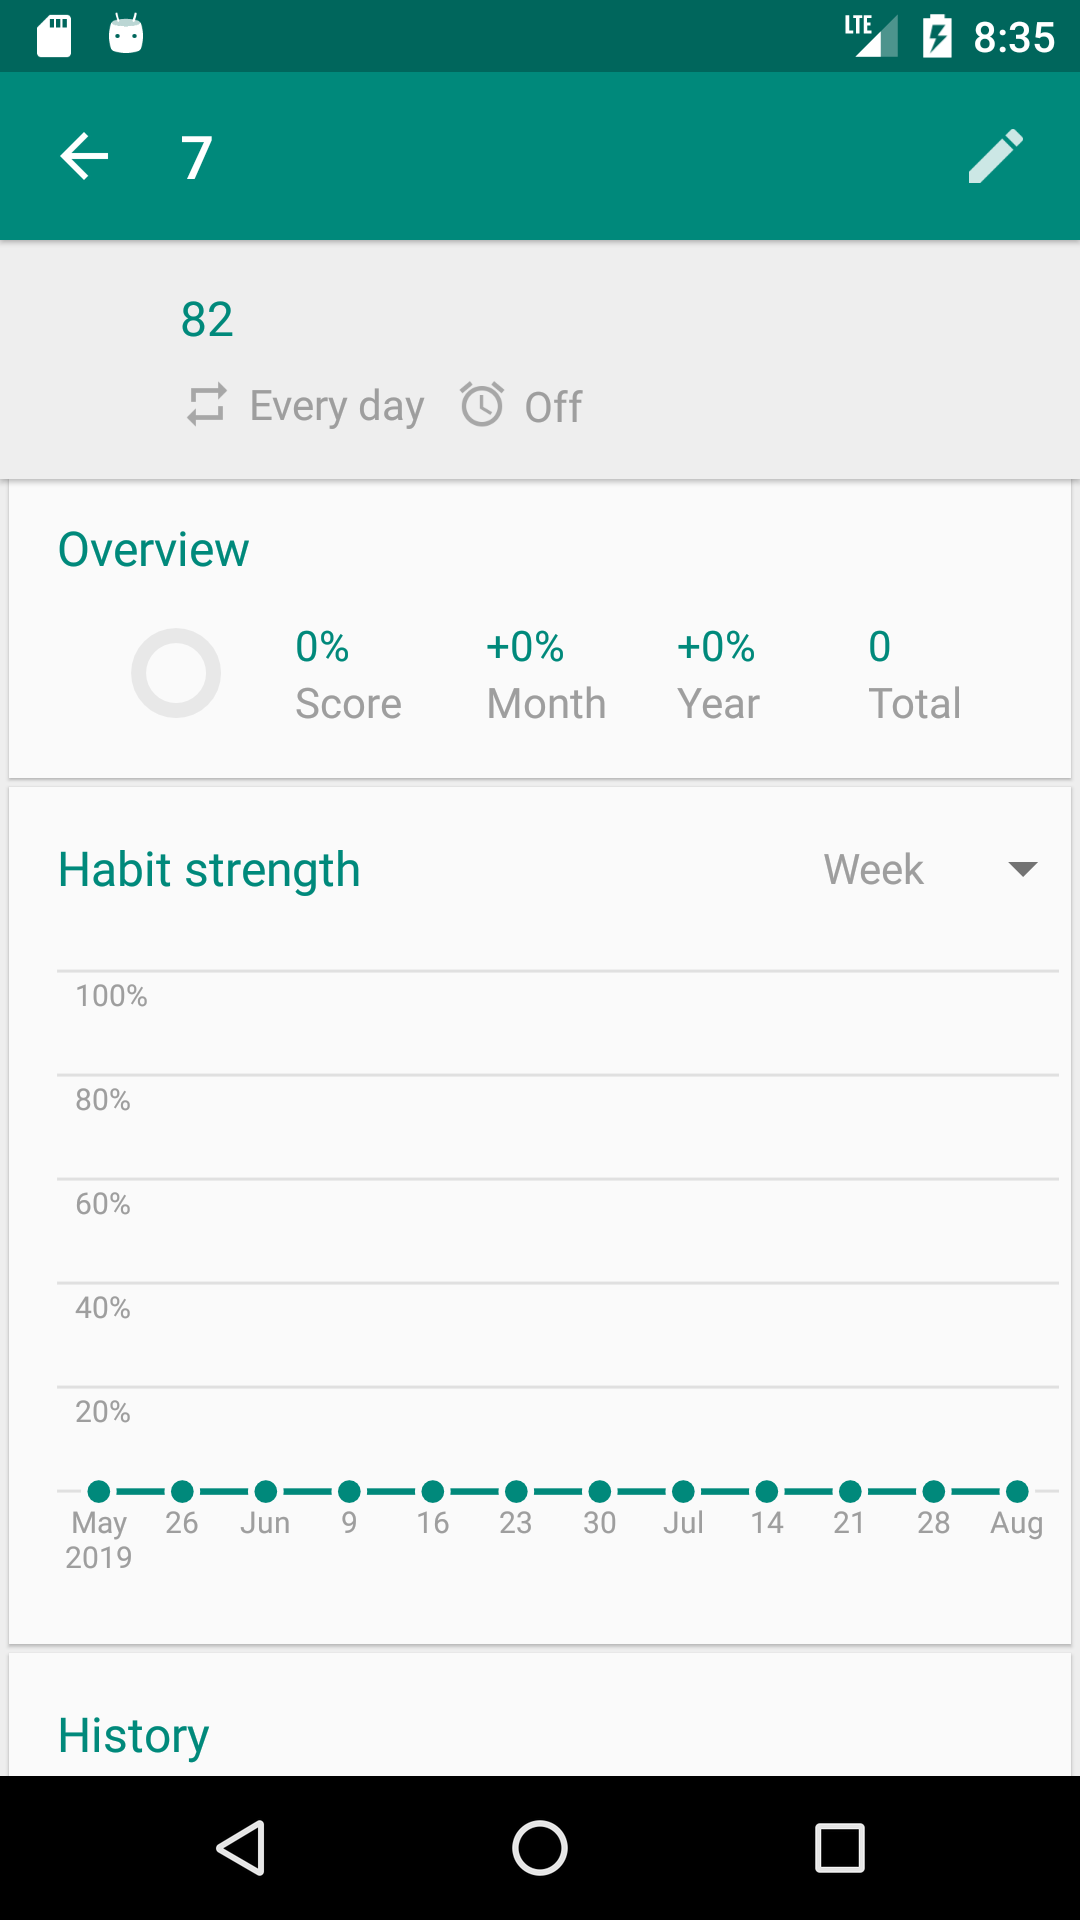 LTE 8:35
7
82
Every day Off
Overview
0% +0% +0% 0
Score Month Year Total
Habit strength Week
100%
80%
60%
40%
20%
May 26 Jun 9 16 23 30 Jul 14 21 28 Aug
2019
History